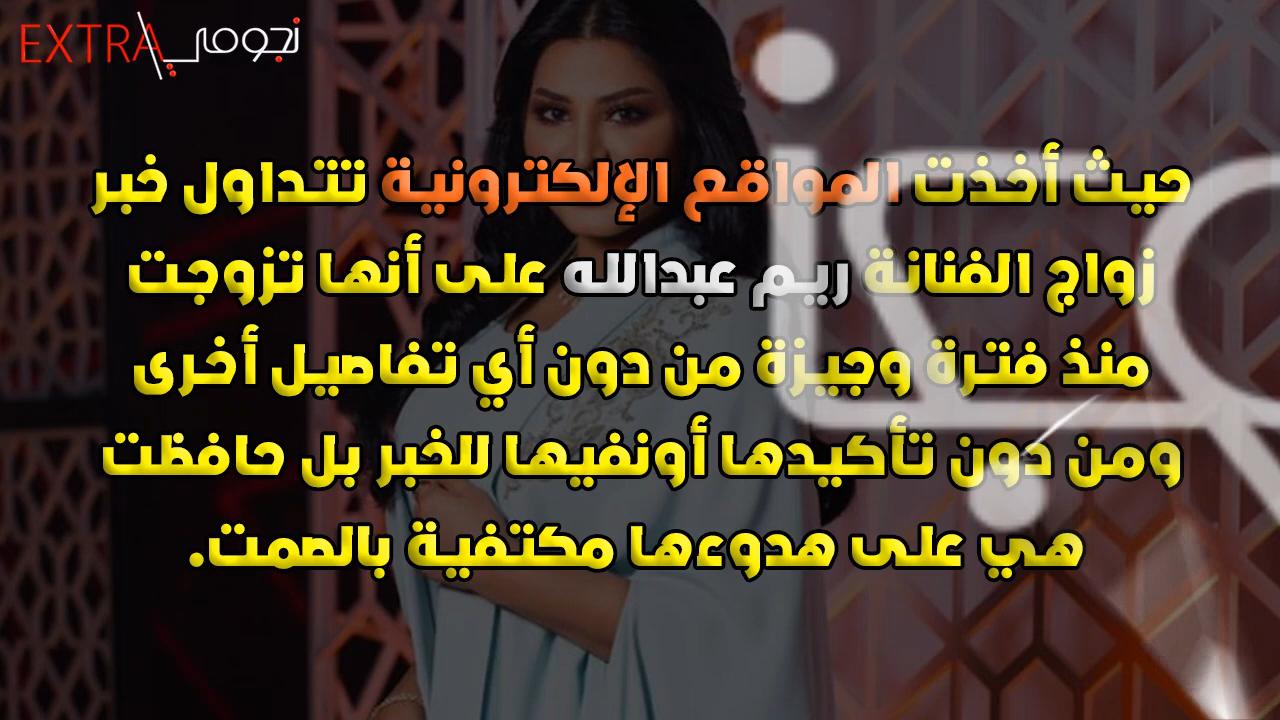 EXTRA نجومي
حيث أخذت المواقع الإلكترونية تتداول خبر
زواج الفنانة ريم عبدالله على أنها تزوجت
منذ فترة وجيزة من دون أي تفاصيل أخرى
ومن دون تأكيدها أونفيها للخبر بل حافظت
هي على هدوءها مكتفية بالصمت.